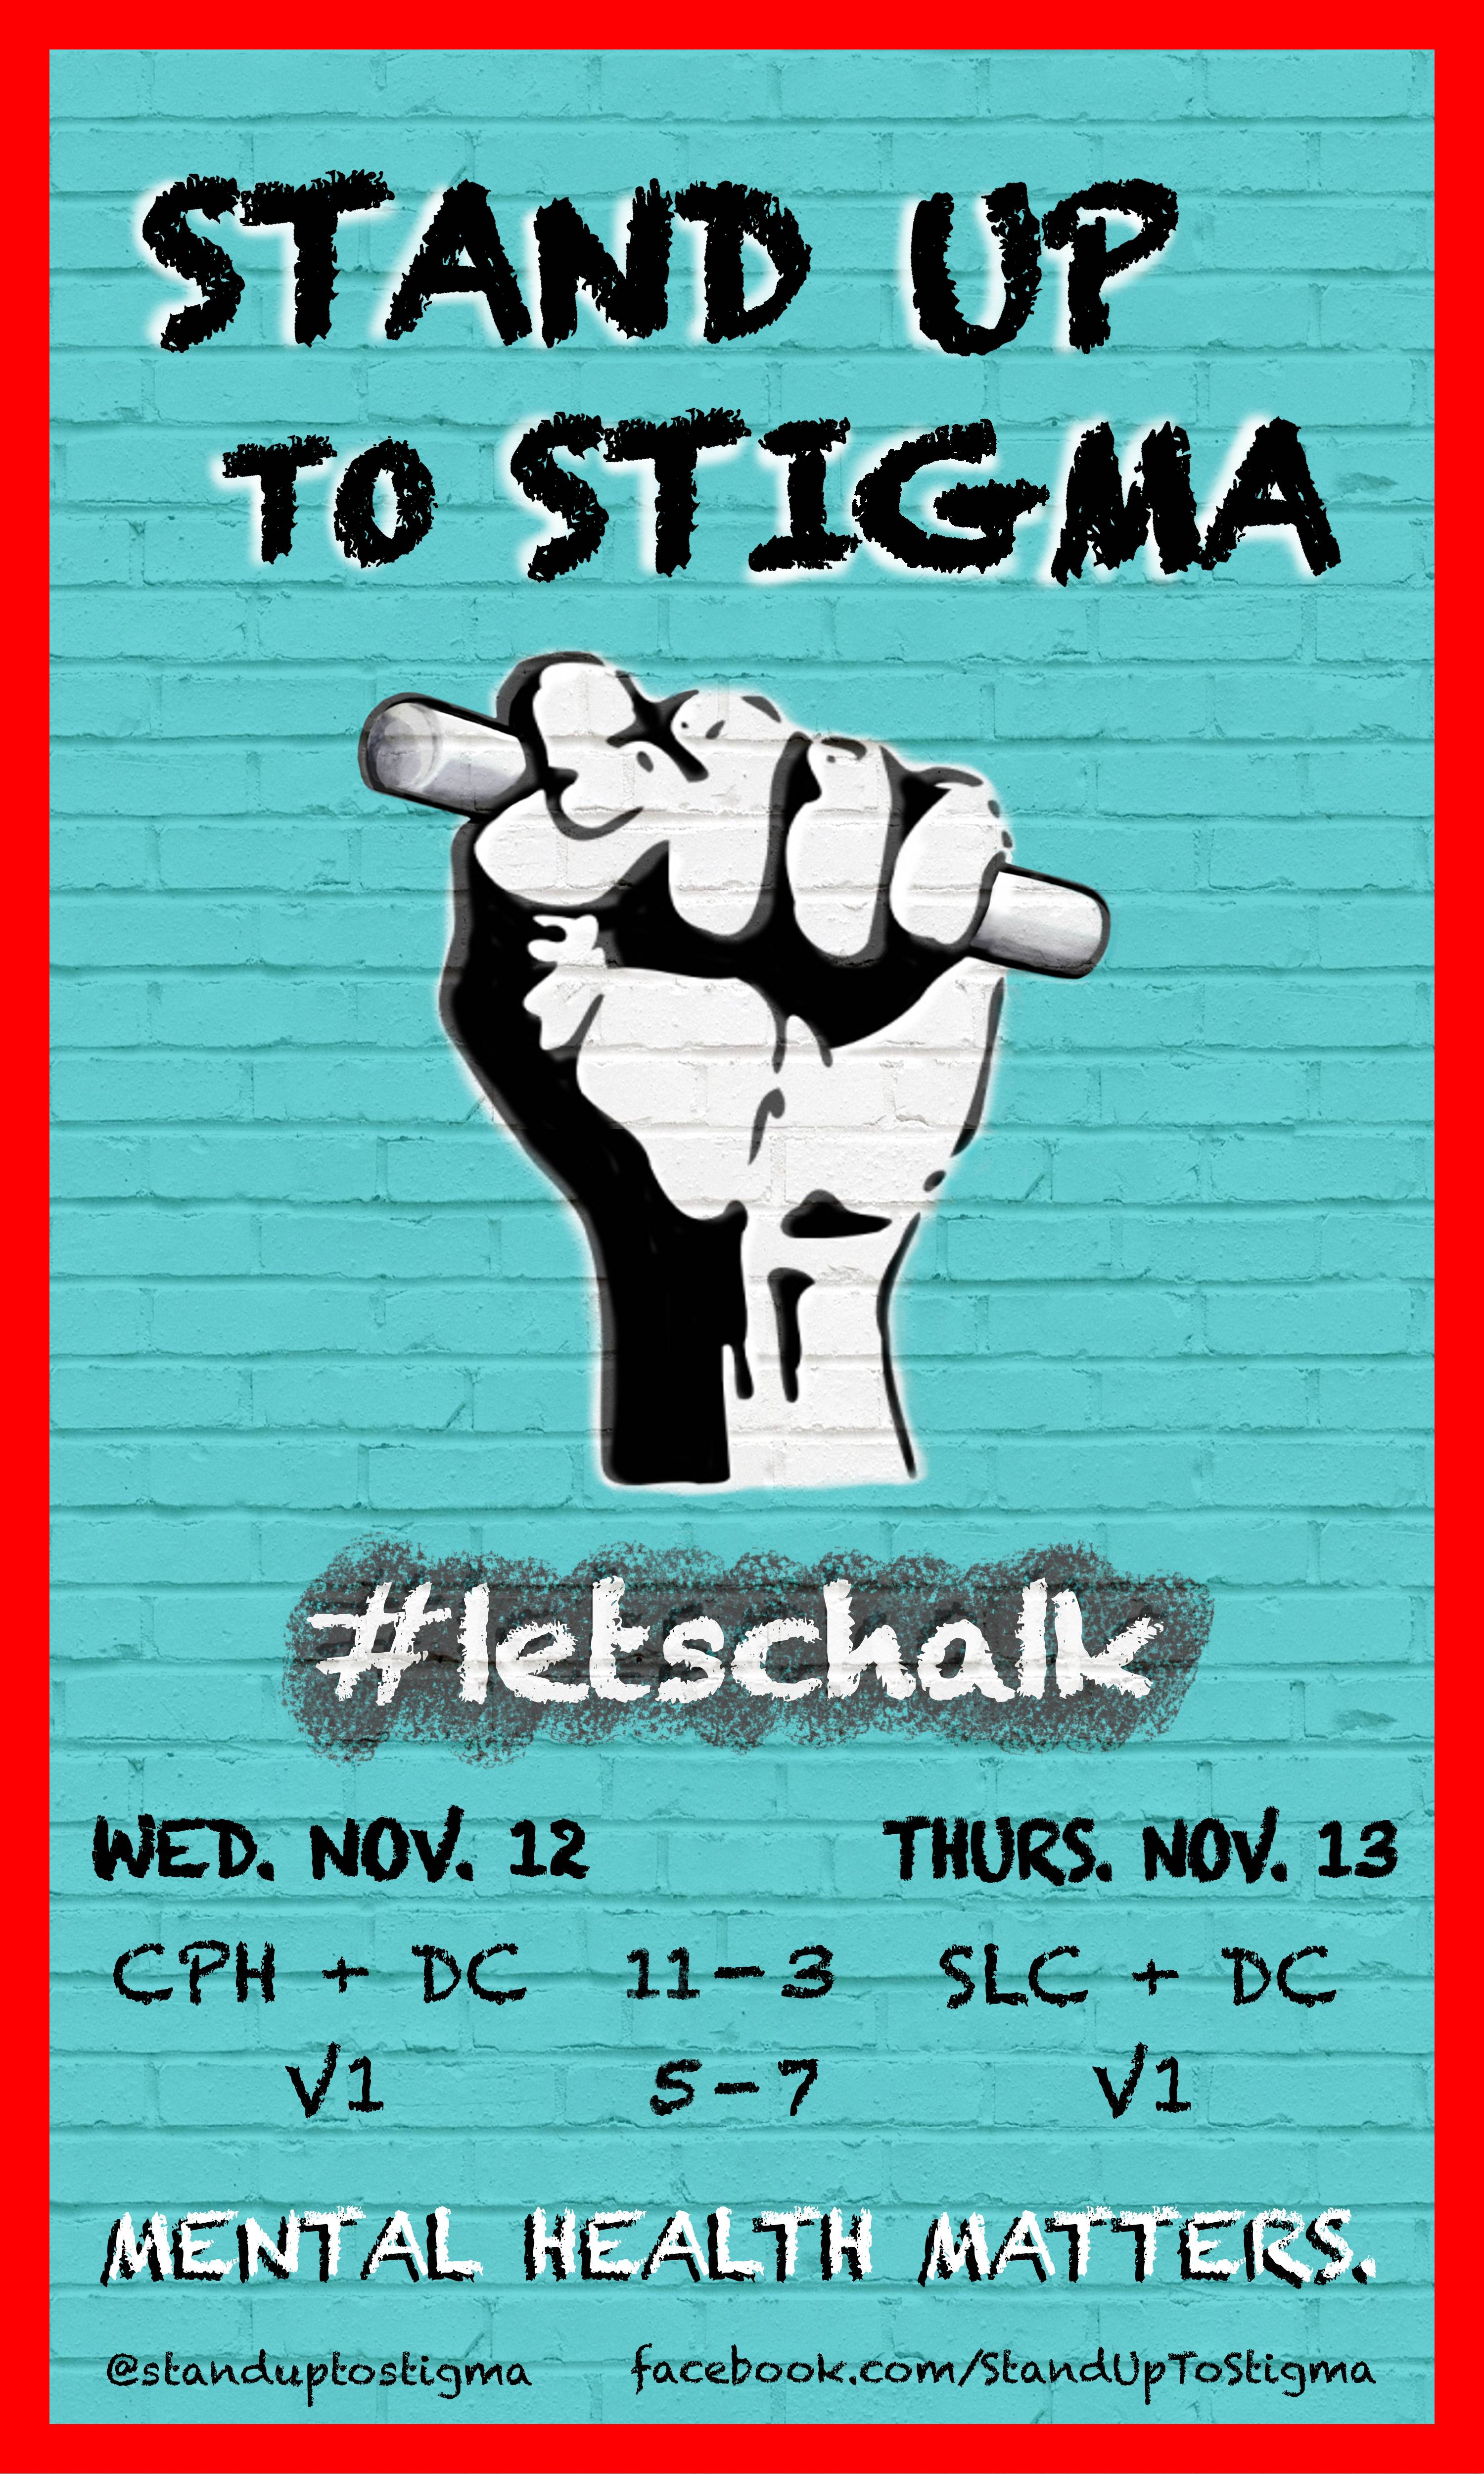 STAND UP
TO STIGMA
#letschalk
WED. NOV. 12 THURS. NOV. 13
CPH + DC 11-3 SLC + DC
V1 5-7 V1
MENTAL HEALTH MATTERS.
@standuptostigma facebook.com/StandUpToStigma